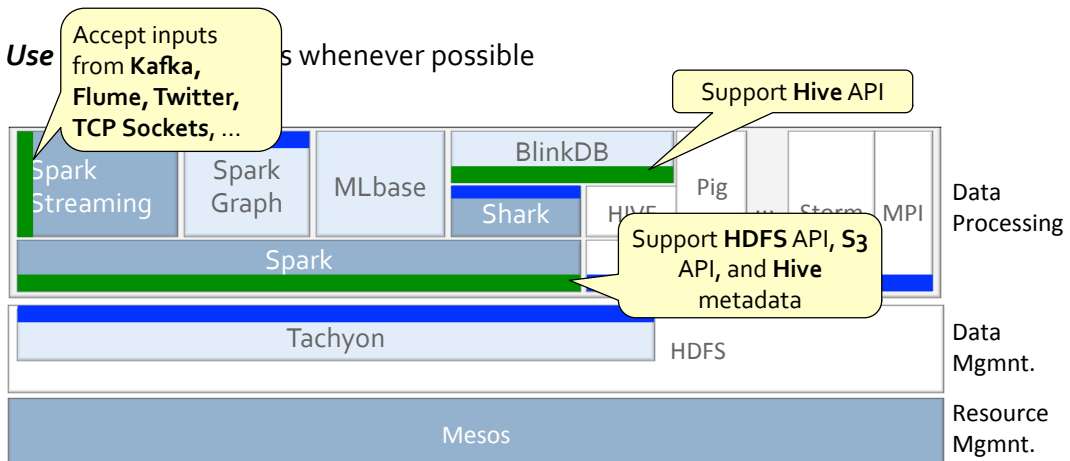 Use
s whenever possible
Accept inputs
from Kafka,
Flume, Twitter,
TCP Sockets, ...
Support Hive API
Spark
Streaming
Spark
Graph
MLbase
BlinkDB
Shark
HIVE
Pig
...
Storm
MPI
Data
Processing
Spark
Support HDFS API, S3
API, and Hive
metadata
Tachyon
HDFS
Data
Mgmnt.
Mesos
Resource
Mgmnt.